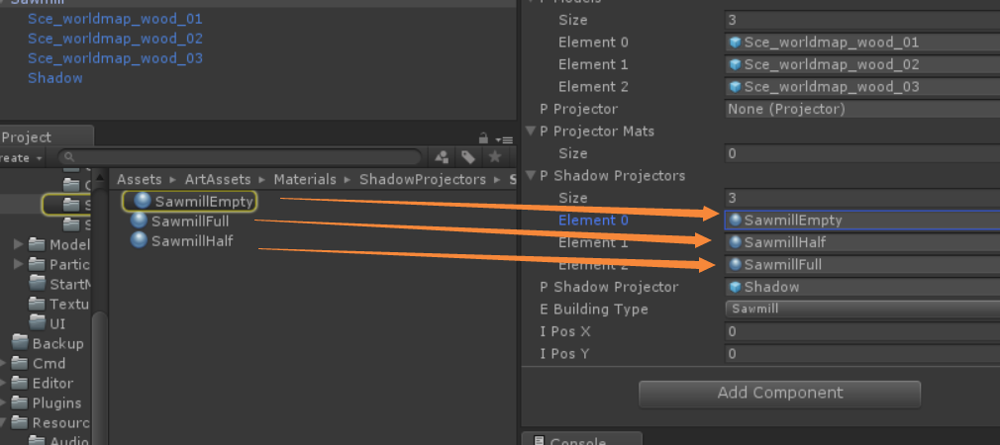 Sawmill
Sce_worldmap_wood_01
Sce_worldmap_wood_02
Sce_worldmap_wood_03
Shadow
Project
reate
Assets ▸ ArtAssets ▸ Materials ▸ ShadowProjectors ▸ S
SawmillEmpty
SawmillFull
SawmillHalf
Model
Partic
StartM
Textu
UI
Backup
Cmd
Editor
Plugins
Resourc
Audio
P Models
Size 3
Element 0 Sce_worldmap_wood_01
Element 1 Sce_worldmap_wood_02
Element 2 Sce_worldmap_wood_03
P Projector None (Projector)
P Projector Mats
Size 0
P Shadow Projectors
Size 3
Element 0 SawmillEmpty
Element 1 SawmillHalf
Element 2 SawmillFull
P Shadow Projector Shadow
E Building Type Sawmill
I Pos X 0
I Pos Y 0
Add Component
Console